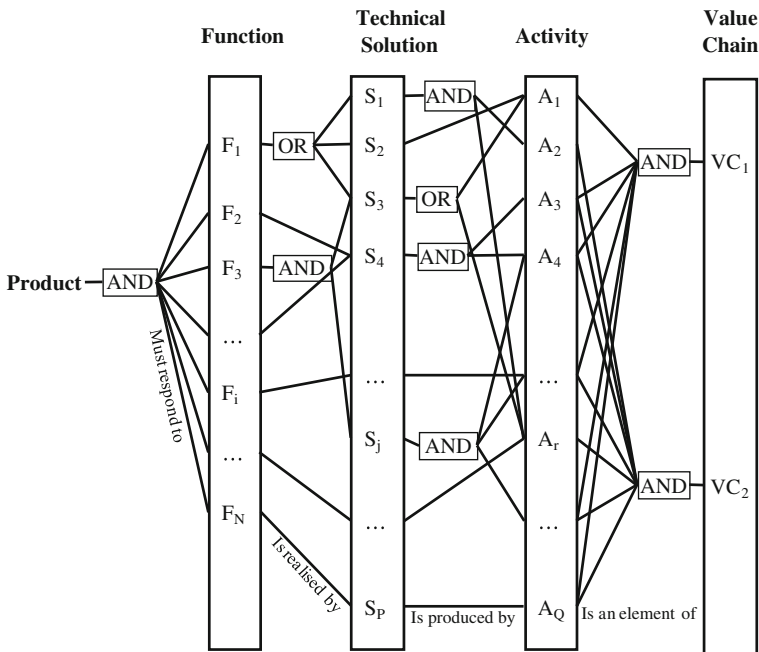 Function
Technical Solution
Activity
Value Chain
Product
AND
Must respond to
F1
F2
F3
...
Fi
...
FN
OR
AND
Is realised by
S1
S2
S3
S4
...
Sj
...
SP
AND
OR
AND
AND
Is produced by
A1
A2
A3
A4
...
Ar
...
AQ
AND
AND
Is an element of
VC1
VC2